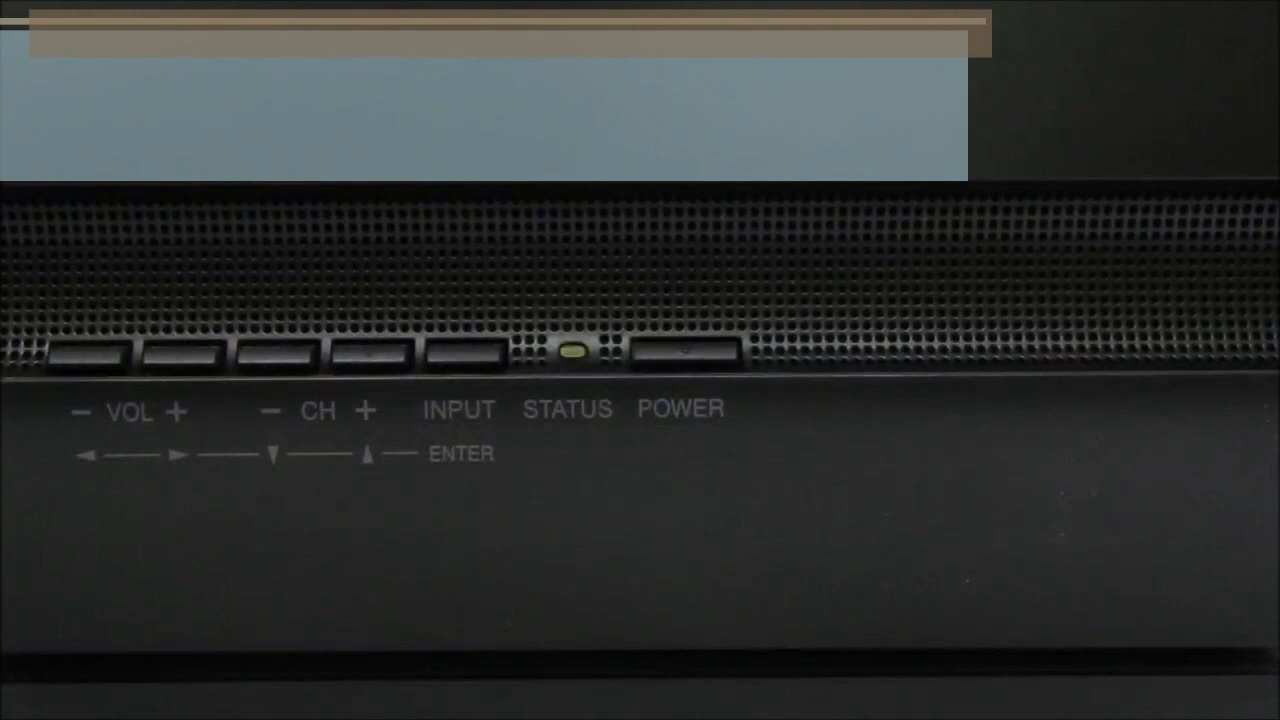 − VOL + − CH + INPUT STATUS POWER
◄ ► ▼ ▲ ENTER